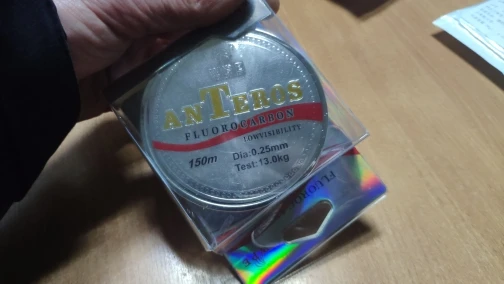 ANTEROS
FLUOROCARBON
LOWVISIBILITY
150m
Dia:0.25mm
Test:13.0kg